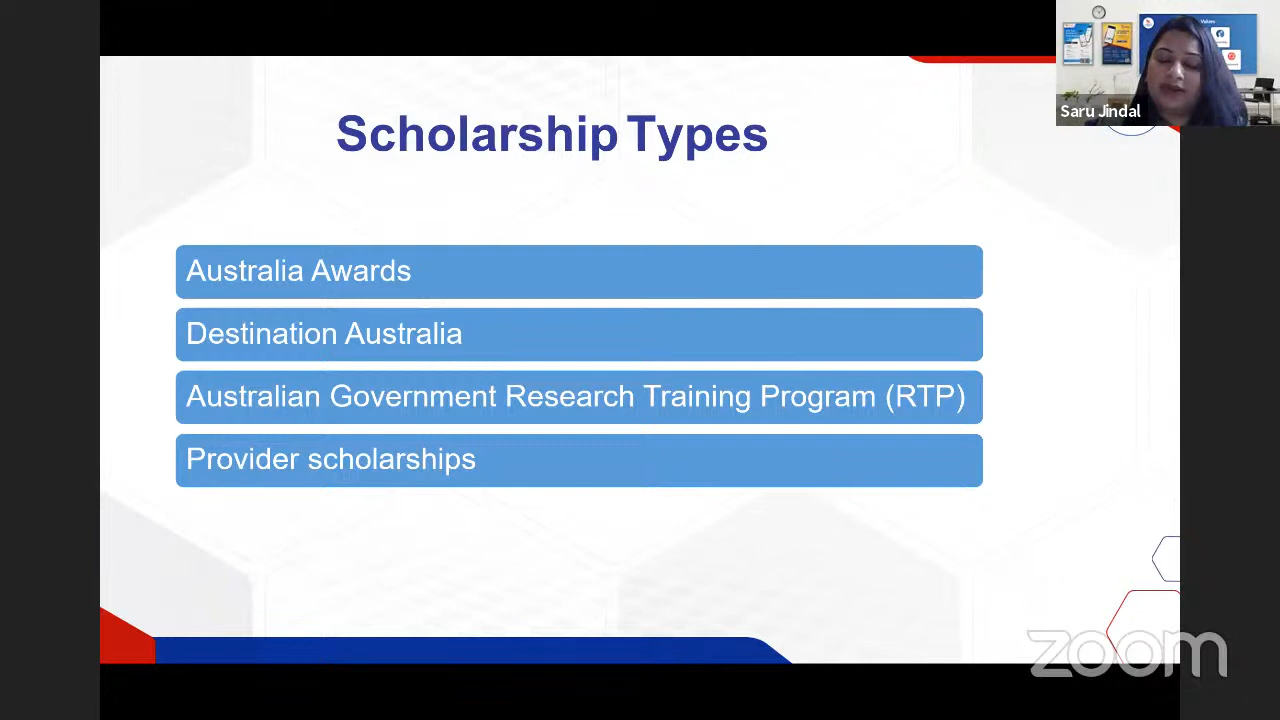 Scholarship Types
Saru Jindal
Australia Awards
Destination Australia
Australian Government Research Training Program (RTP)
Provider scholarships
zoom